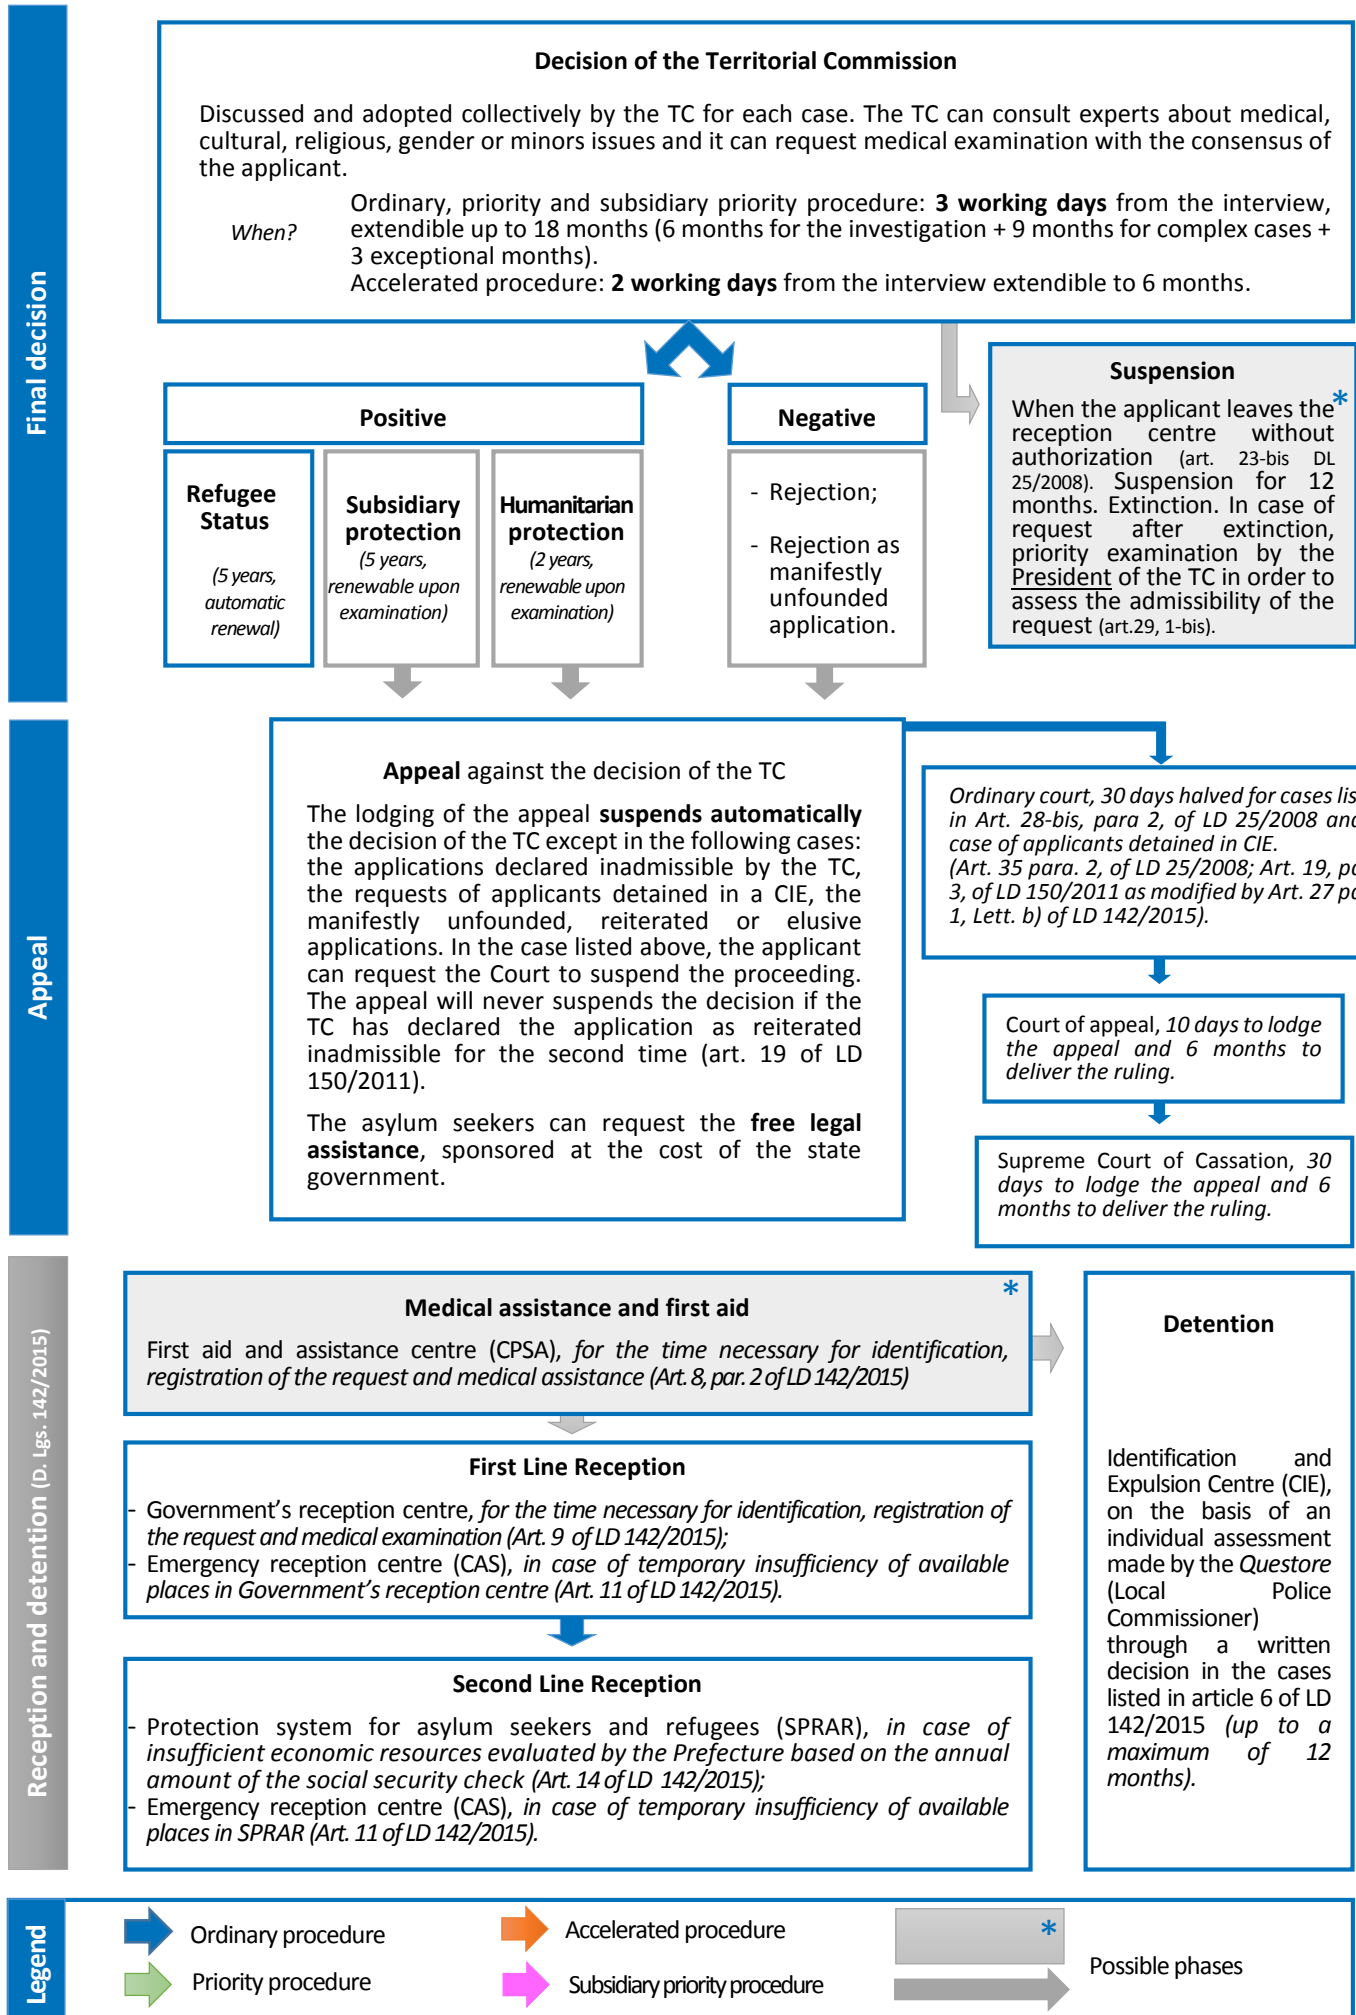 Final decision
Decision of the Territorial Commission
Discussed and adopted collectively by the TC for each case. The TC can consult experts about medical,
cultural, religious, gender or minors issues and it can request medical examination with the consensus of
the applicant.
When?
Ordinary, priority and subsidiary priority procedure: 3 working days from the interview,
extendible up to 18 months (6 months for the investigation + 9 months for complex cases +
3 exceptional months).
Accelerated procedure: 2 working days from the interview extendible to 6 months.
Positive
Negative
Refugee
Status
(5 years,
automatic
renewal)
Subsidiary
protection
(5 years,
renewable upon
examination)
Humanitarian
protection
(2 years,
renewable upon
examination)
- Rejection;
- Rejection as
manifestly
unfounded
application.
Suspension
*
When the applicant leaves the
reception centre without
authorization (art. 23-bis DL
25/2008). Suspension for 12
months. Extinction. In case of
request after extinction,
priority examination by the
President of the TC in order to
assess the admissibility of the
request (art.29, 1-bis).
Appeal
Appeal against the decision of the TC
The lodging of the appeal suspends automatically
the decision of the TC except in the following cases:
the applications declared inadmissible by the TC,
the requests of applicants detained in a CIE, the
manifestly unfounded, reiterated or elusive
applications. In the case listed above, the applicant
can request the Court to suspend the proceeding.
The appeal will never suspends the decision if the
TC has declared the application as reiterated
inadmissible for the second time (art. 19 of LD
150/2011).
The asylum seekers can request the free legal
assistance, sponsored at the cost of the state
government.
Ordinary court, 30 days halved for cases lis
in Art. 28-bis, para 2, of LD 25/2008 and
case of applicants detained in CIE.
(Art. 35 para. 2, of LD 25/2008; Art. 19, pa
3, of LD 150/2011 as modified by Art. 27 pa
1, Lett. b) of LD 142/2015).
Court of appeal, 10 days to lodge
the appeal and 6 months to
deliver the ruling.
Supreme Court of Cassation, 30
days to lodge the appeal and 6
months to deliver the ruling.
Reception and detention (D. Lgs. 142/2015)
Medical assistance and first aid
*
First aid and assistance centre (CPSA), for the time necessary for identification,
registration of the request and medical assistance (Art. 8, par. 2 of LD 142/2015)
First Line Reception
- Government's reception centre, for the time necessary for identification, registration of
the request and medical examination (Art. 9 of LD 142/2015);
- Emergency reception centre (CAS), in case of temporary insufficiency of available
places in Government's reception centre (Art. 11 of LD 142/2015).
Second Line Reception
- Protection system for asylum seekers and refugees (SPRAR), in case of
insufficient economic resources evaluated by the Prefecture based on the annual
amount of the social security check (Art. 14 of LD 142/2015);
- Emergency reception centre (CAS), in case of temporary insufficiency of available
places in SPRAR (Art. 11 of LD 142/2015).
Detention
Identification and
Expulsion Centre (CIE),
on the basis of an
individual assessment
made by the Questore
(Local Police
Commissioner)
through a written
decision in the cases
listed in article 6 of LD
142/2015 (up to a
maximum of 12
months).
Legend
Ordinary procedure
Accelerated procedure
*
Priority procedure
Subsidiary priority procedure
Possible phases